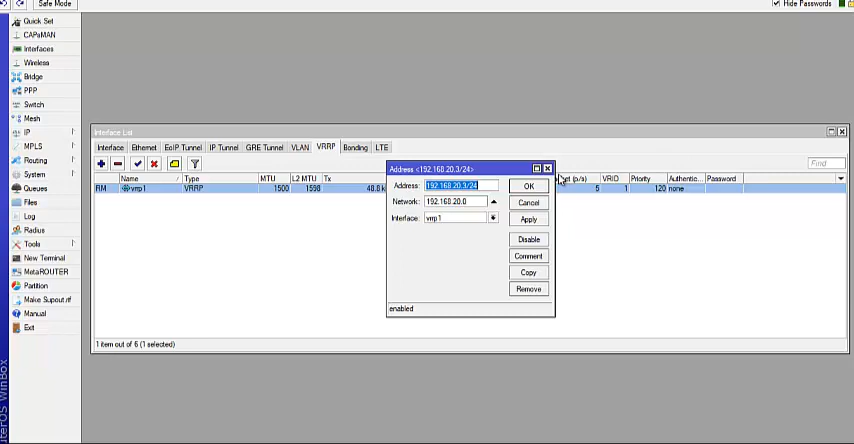 Safe Mode
Hide Passwords
Quick Set
CAPsMAN
Interfaces
Wireless
Bridge
PPP
Switch
Mesh
IP
MPLS
Routing
System
Queues
Files
Log
Radius
Tools
New Terminal
MetaROUTER
Partition
Make Supout.rif
Manual
Exit
RouterOS WinBox
Interface List
Interface Ethernet EoIP Tunnel IP Tunnel GRE Tunnel VLAN VRRP Bonding LTE
Find
Name Type MTU L2 MTU Tx (p/s) VRID Priority Authentic... Password
RM vrrp1 VRRP 1500 1598 48.8 k 5 1 120 none
1 item out of 6 (1 selected)
Address <192.168.20.3/24>
Address: 192.168.20.3/24
Network: 192.168.20.0
Interface: vrrp1
OK
Cancel
Apply
Disable
Comment
Copy
Remove
enabled